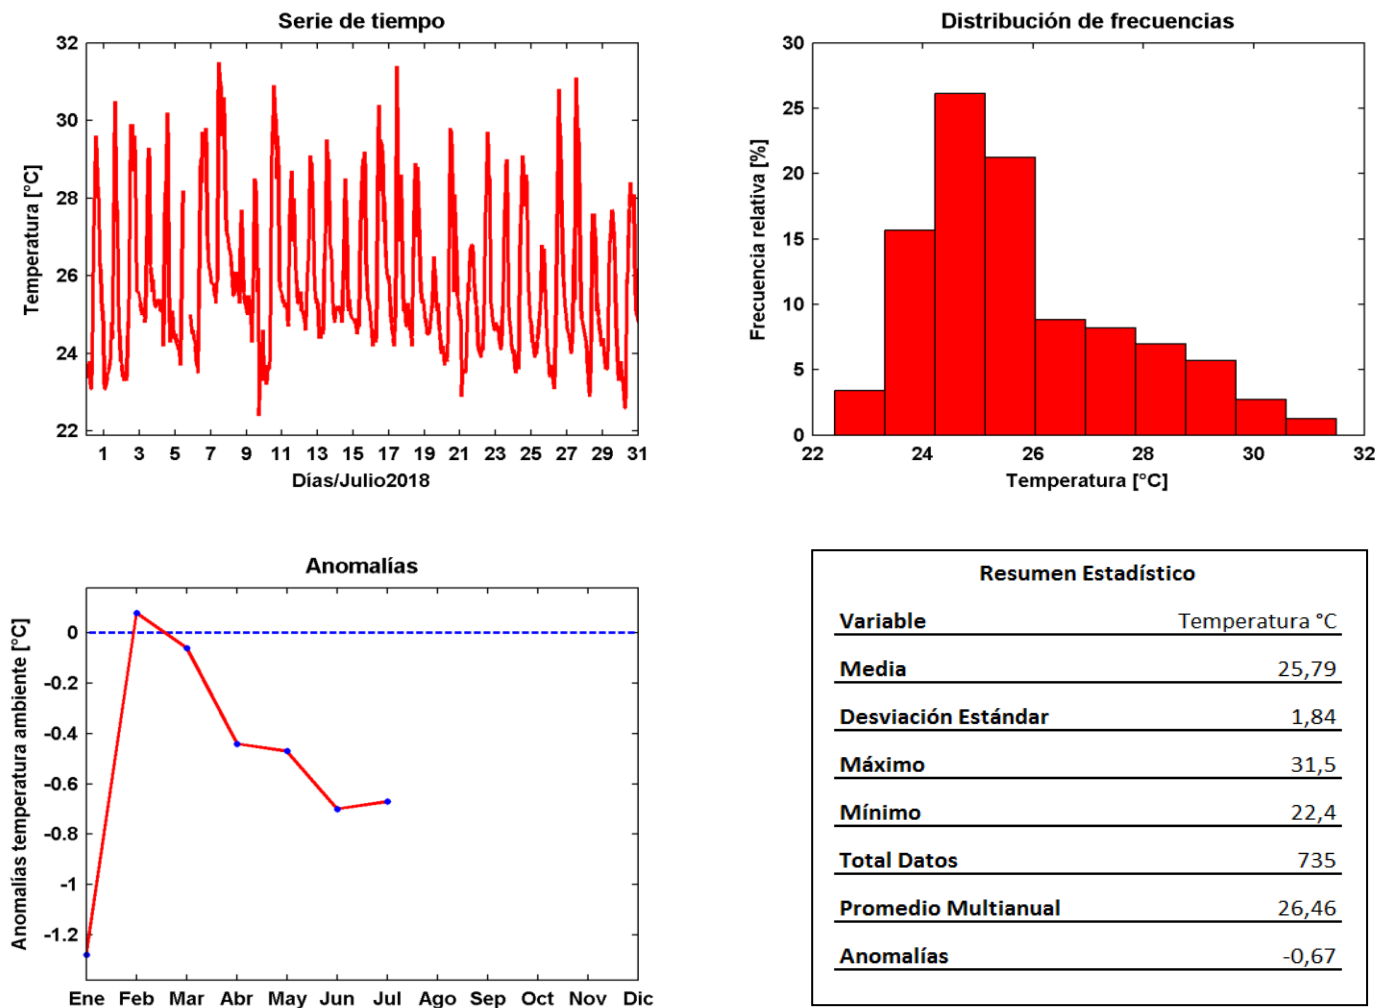 Serie de tiempo
Temperatura [°C]
32
30
28
26
24
22
1 3 5 7 9 11 13 15 17 19 21 23 25 27 29 31
Días/Julio2018
Distribución de frecuencias
Frecuencia relativa [%]
30
25
20
15
10
5
0
22 24 26 28 30 32
Temperatura [°C]
Anomalías
Anomalías temperatura ambiente [°C]
0
-0.2
-0.4
-0.6
-0.8
-1
-1.2
Ene Feb Mar Abr May Jun Jul Ago Sep Oct Nov Dic
Resumen Estadístico
Variable Temperatura °C
Media 25,79
Desviación Estándar 1,84
Máximo 31,5
Mínimo 22,4
Total Datos 735
Promedio Multianual 26,46
Anomalías -0,67